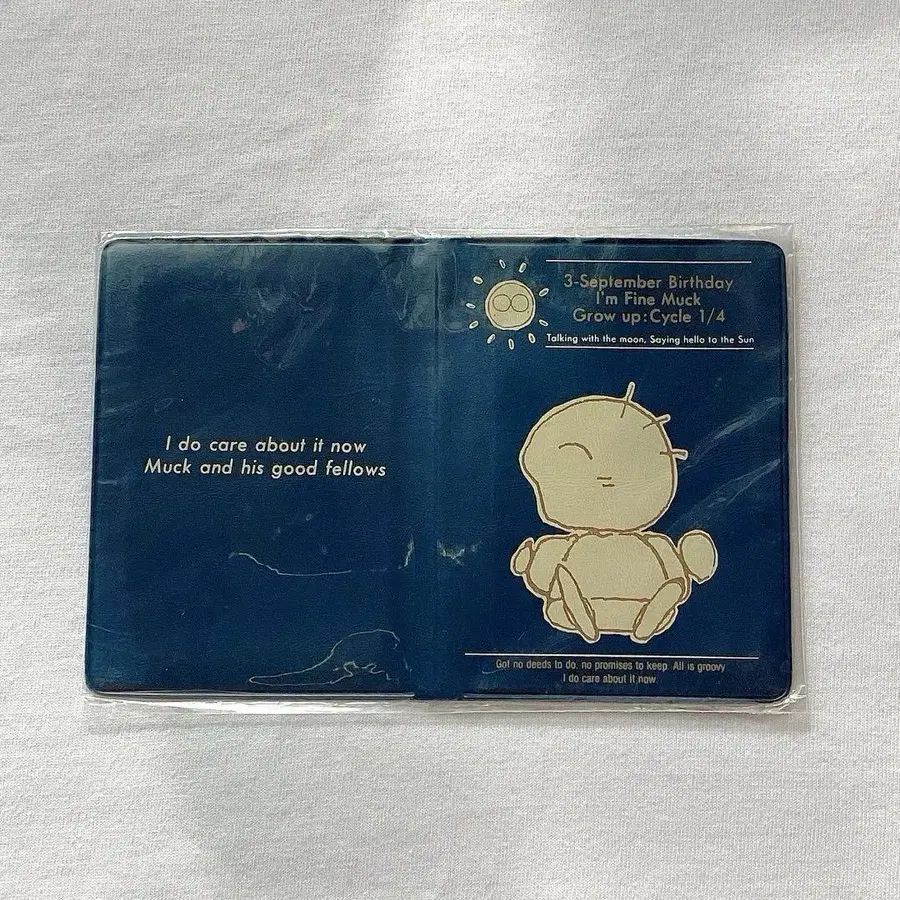 I do care about it now
Muck and his good fellows
3-September Birthday
I'm Fine Muck
Grow up:Cycle 1/4
Talking with the moon, Saying hello to the Sun
Got no deeds to do, no promises to keep. All is groovy
I do care about it now.